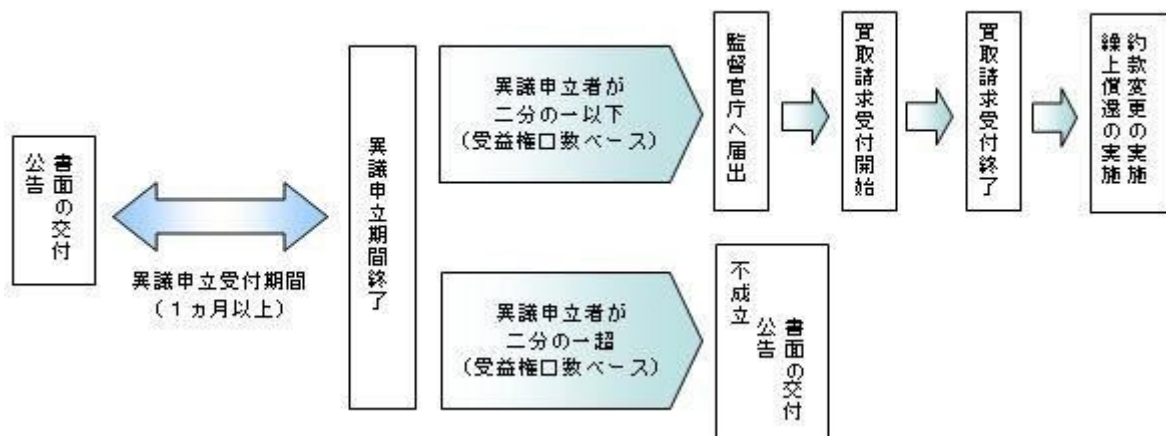 書面の交付
公告
異議申立受付期間
（１ヵ月以上）
異議申立期間終了
異議申立者が
二分の一以下
（受益権口数ベース）
監督官庁へ届出
買取請求受付開始
買取請求受付終了
約款変更の実施
繰上償還の実施
異議申立者が
二分の一超
（受益権口数ベース）
不成立
書面の交付
公告